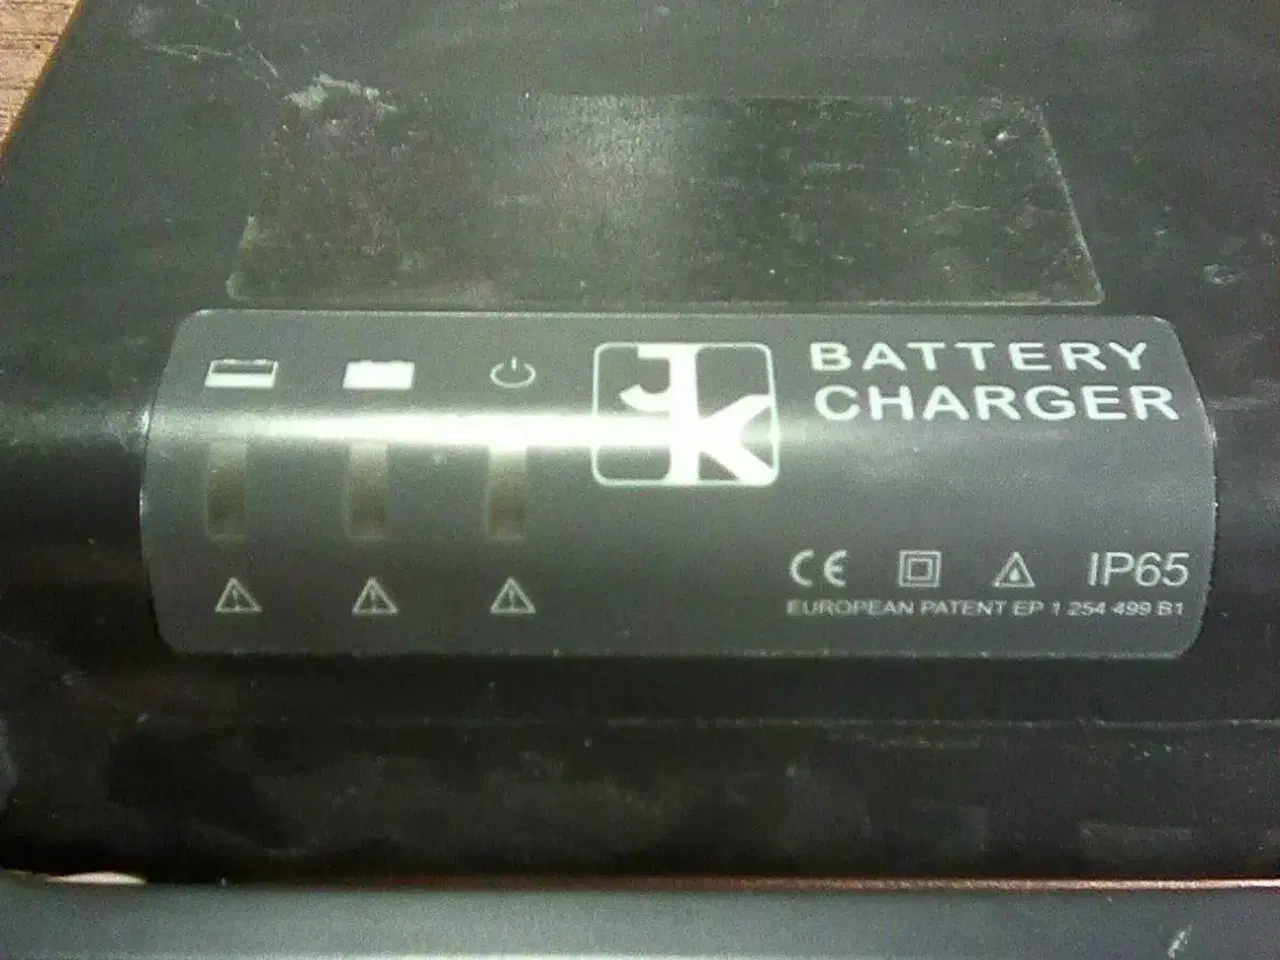 JK
BATTERY
CHARGER
CE IP65
EUROPEAN PATENT EP 1 254 499 B1